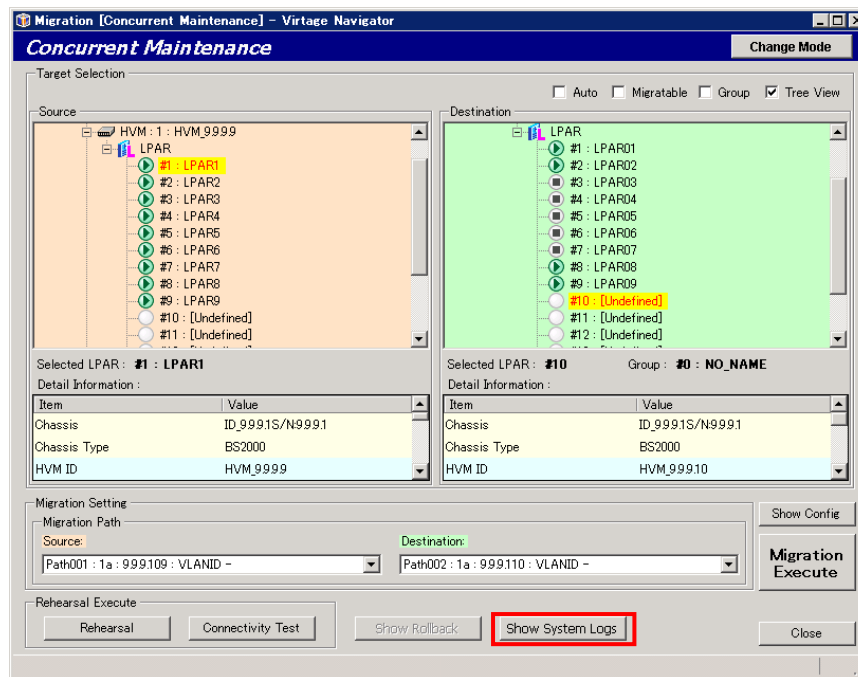 Migration [Concurrent Maintenance] - Virtage Navigator
Concurrent Maintenance
Change Mode
Target Selection
Auto Migratable Group Tree View
Source
HVM : 1 : HVM_9.9.9.9
LPAR
#1 : LPAR1
#2 : LPAR2
#3 : LPAR3
#4 : LPAR4
#5 : LPAR5
#6 : LPAR6
#7 : LPAR7
#8 : LPAR8
#9 : LPAR9
#10 : [Undefined]
#11 : [Undefined]
Selected LPAR : #1 : LPAR1
Detail Information :
Item Value
Chassis ID_9.9.9.1S/N:9.9.9.1
Chassis Type BS2000
HVM ID HVM_9.9.9.9
Destination
LPAR
#1 : LPAR01
#2 : LPAR02
#3 : LPAR03
#4 : LPAR04
#5 : LPAR05
#6 : LPAR06
#7 : LPAR07
#8 : LPAR08
#9 : LPAR09
#10 : [Undefined]
#11 : [Undefined]
#12 : [Undefined]
Selected LPAR : #10 Group : #0 : NO_NAME
Detail Information :
Item Value
Chassis ID_9.9.9.1S/N:9.9.9.1
Chassis Type BS2000
HVM ID HVM_9.9.9.10
Migration Setting
Migration Path
Source:
Path001 : 1a : 9.9.9.109 : VLANID -
Destination:
Path002 : 1a : 9.9.9.110 : VLANID -
Show Config
Migration
Execute
Rehearsal Execute
Rehearsal
Connectivity Test
Show Rollback
Show System Logs
Close